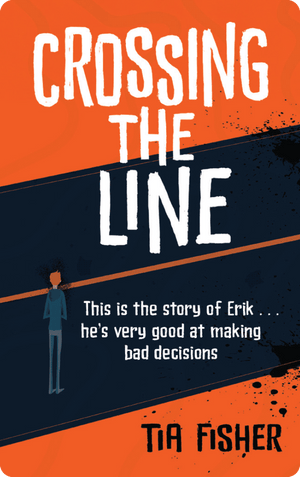 CROSSING
THE
LINE
This is the story of Erik . . .
he's very good at making
bad decisions
TIA FISHER